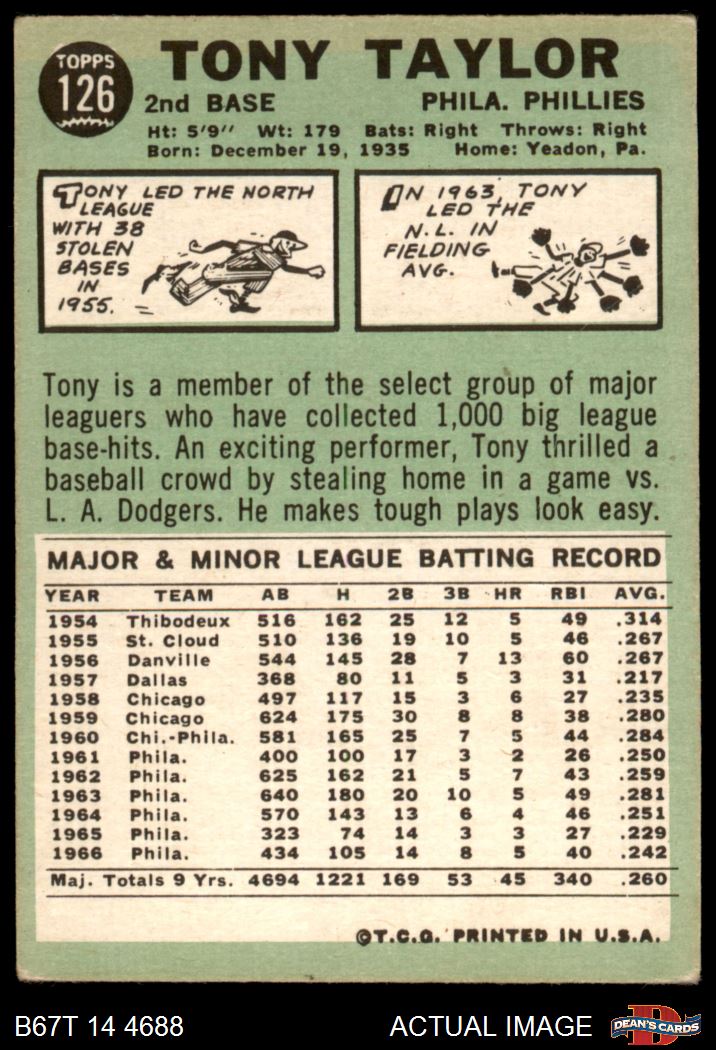 TOPPS
126
TONY TAYLOR
2nd BASE PHILA. PHILLIES
Ht: 5'9" Wt: 179 Bats: Right Throws: Right
Born: December 19, 1935 Home: Yeadon, Pa.
TONY LED THE NORTH
LEAGUE
WITH 38
STOLEN
BASES
IN
1955.
IN 1963, TONY
LED THE
N.L. IN
FIELDING
AVG.
Tony is a member of the select group of major
leaguers who have collected 1,000 big league
base-hits. An exciting performer, Tony thrilled a
baseball crowd by stealing home in a game vs.
L. A. Dodgers. He makes tough plays look easy.
MAJOR & MINOR LEAGUE BATTING RECORD
YEAR TEAM AB H 2B 3B HR RBI AVG.
1954 Thibodeux 516 162 25 12 5 49 .314
1955 St. Cloud 510 136 19 10 5 46 .267
1956 Danville 544 145 28 7 13 60 .267
1957 Dallas 368 80 11 5 3 31 .217
1958 Chicago 497 117 15 3 6 27 .235
1959 Chicago 624 175 30 8 8 38 .280
1960 Chi.-Phila. 581 165 25 7 5 44 .284
1961 Phila. 400 100 17 3 2 26 .250
1962 Phila. 625 162 21 5 7 43 .259
1963 Phila. 640 180 20 10 5 49 .281
1964 Phila. 570 143 13 6 4 46 .251
1965 Phila. 323 74 14 3 3 27 .229
1966 Phila. 434 105 14 8 5 40 .242
Maj. Totals 9 Yrs. 4694 1221 169 53 45 340 .260
©T.C.G. PRINTED IN U.S.A.
B67T 14 4688 ACTUAL IMAGE
DEAN'S CARDS